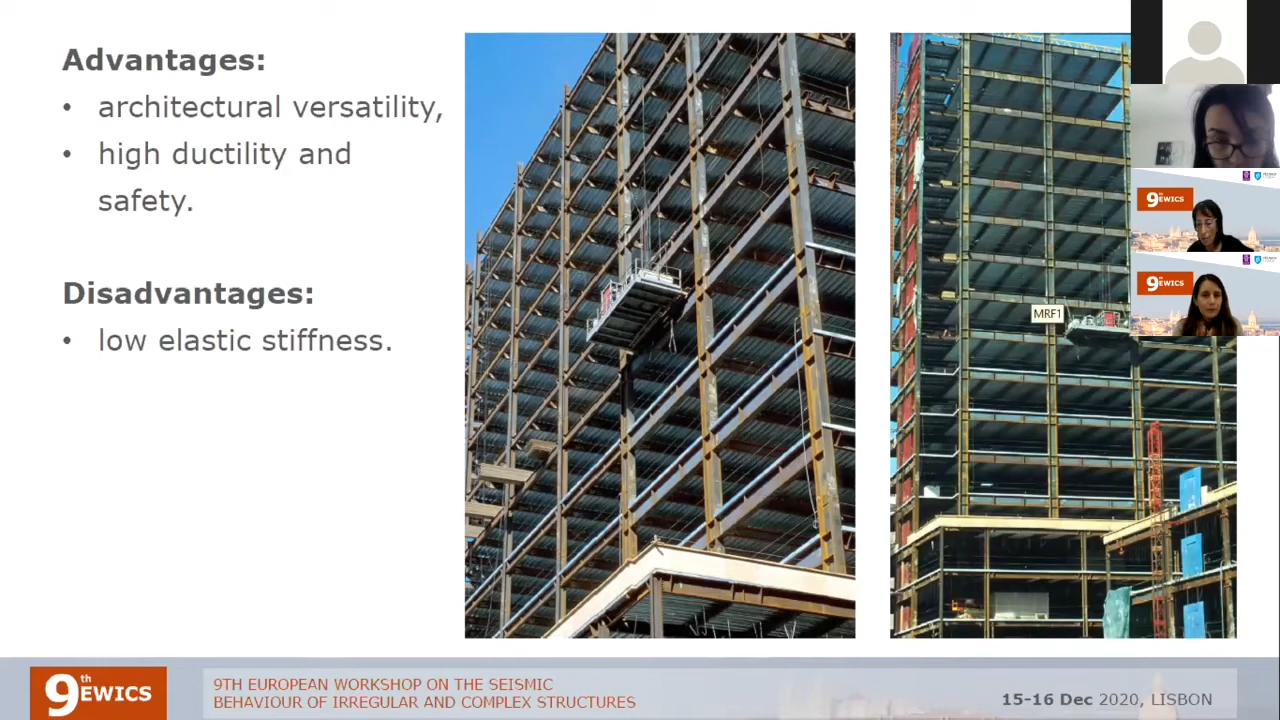 Advantages:
• architectural versatility,
• high ductility and
safety.
Disadvantages:
• low elastic stiffness.
MRF1
9th EWICS
9th EWICS
9th EWICS
9TH EUROPEAN WORKSHOP ON THE SEISMIC
BEHAVIOUR OF IRREGULAR AND COMPLEX STRUCTURES
15-16 Dec 2020, LISBON